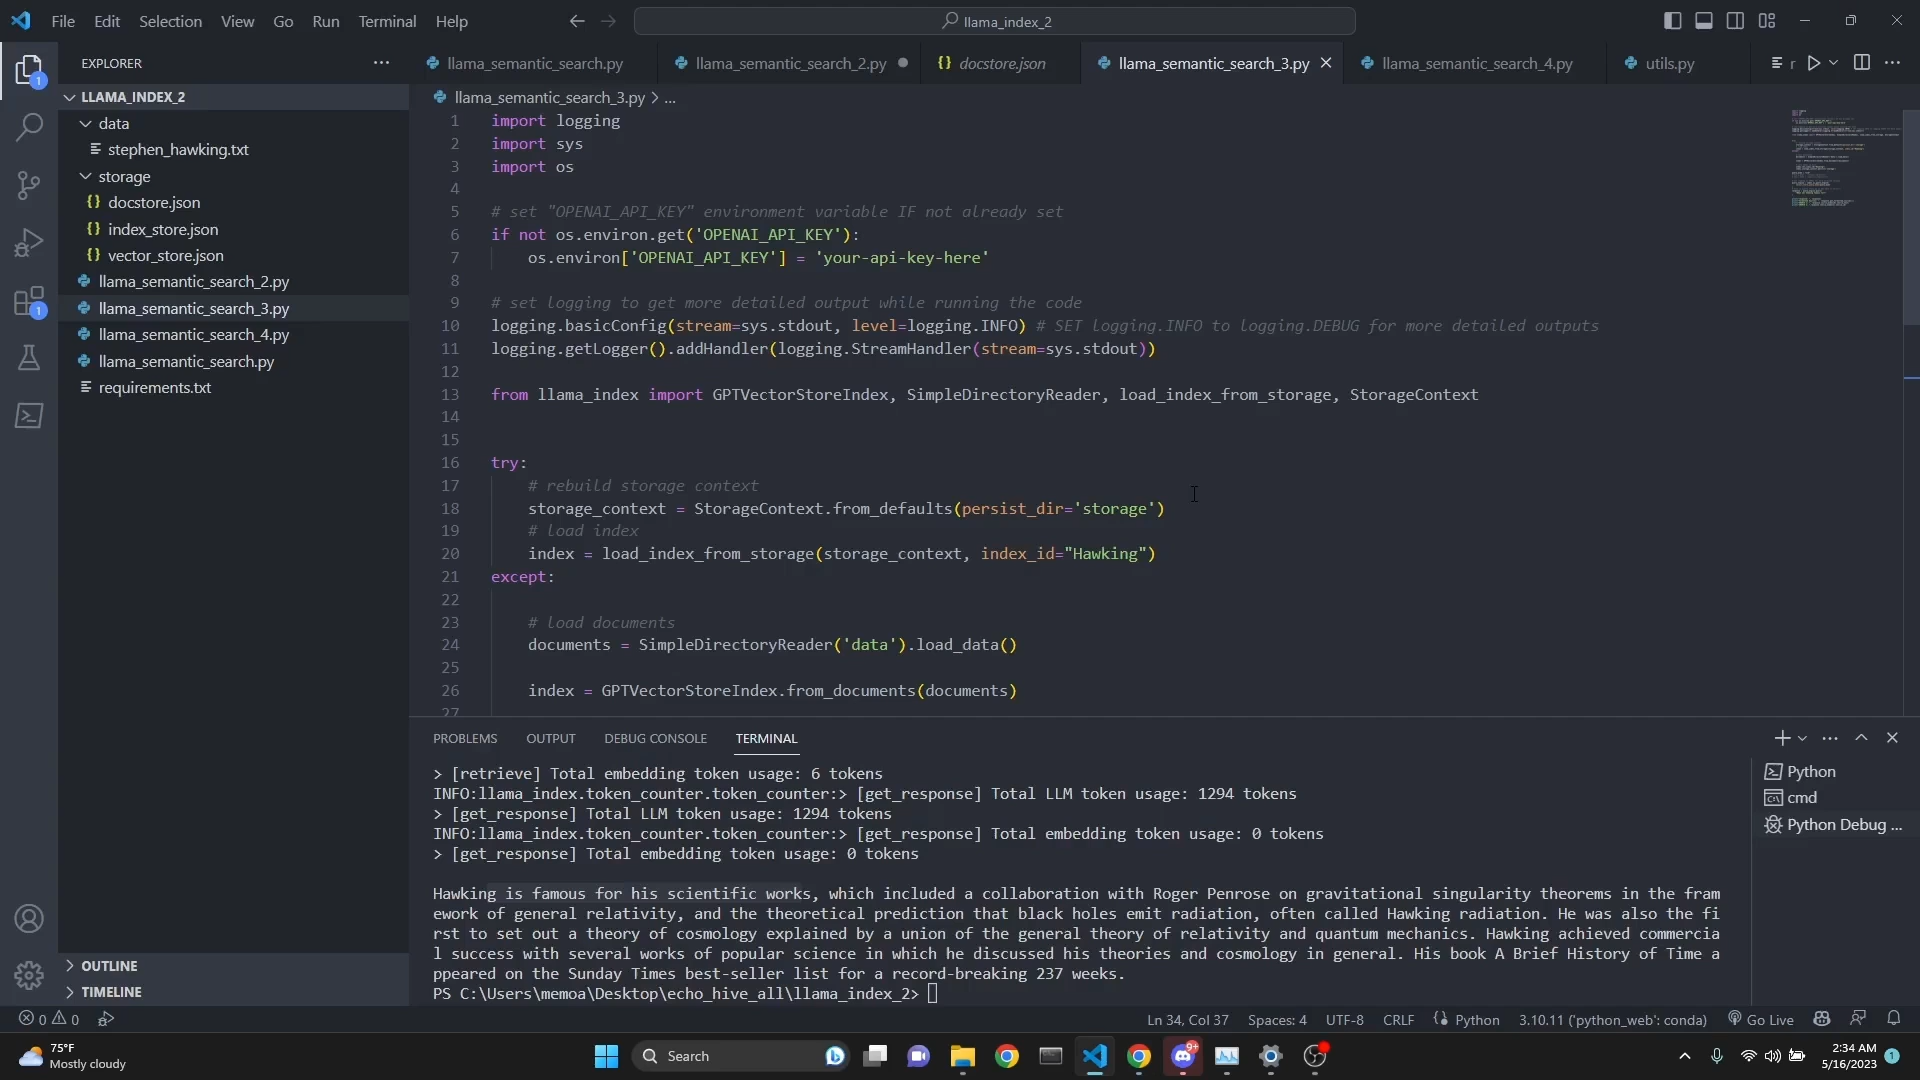 File Edit Selection View Go Run Terminal Help
llama_index_2
EXPLORER
llama_semantic_search.py
llama_semantic_search_2.py
docstore.json
llama_semantic_search_3.py
llama_semantic_search_4.py
utils.py
r
LLAMA_INDEX_2
data
stephen_hawking.txt
storage
docstore.json
index_store.json
vector_store.json
llama_semantic_search_2.py
llama_semantic_search_3.py
llama_semantic_search_4.py
llama_semantic_search.py
requirements.txt
OUTLINE
TIMELINE
1
1
llama_semantic_search_3.py > ...
1 import logging
2 import sys
3 import os
4
5 # set "OPENAI_API_KEY" environment variable IF not already set
6 if not os.environ.get('OPENAI_API_KEY'):
7 os.environ['OPENAI_API_KEY'] = 'your-api-key-here'
8
9 # set logging to get more detailed output while running the code
10 logging.basicConfig(stream=sys.stdout, level=logging.INFO) # SET logging.INFO to logging.DEBUG for more detailed outputs
11 logging.getLogger().addHandler(logging.StreamHandler(stream=sys.stdout))
12
13 from llama_index import GPTVectorStoreIndex, SimpleDirectoryReader, load_index_from_storage, StorageContext
14
15
16 try:
17 # rebuild storage context
18 storage_context = StorageContext.from_defaults(persist_dir='storage')
19 # load index
20 index = load_index_from_storage(storage_context, index_id="Hawking")
21 except:
22
23 # load documents
24 documents = SimpleDirectoryReader('data').load_data()
25
26 index = GPTVectorStoreIndex.from_documents(documents)
27
PROBLEMS OUTPUT DEBUG CONSOLE TERMINAL
> [retrieve] Total embedding token usage: 6 tokens
INFO:llama_index.token_counter.token_counter:> [get_response] Total LLM token usage: 1294 tokens
> [get_response] Total LLM token usage: 1294 tokens
INFO:llama_index.token_counter.token_counter:> [get_response] Total embedding token usage: 0 tokens
> [get_response] Total embedding token usage: 0 tokens
Hawking is famous for his scientific works, which included a collaboration with Roger Penrose on gravitational singularity theorems in the fram
ework of general relativity, and the theoretical prediction that black holes emit radiation, often called Hawking radiation. He was also the fi
rst to set out a theory of cosmology explained by a union of the general theory of relativity and quantum mechanics. Hawking achieved commercia
l success with several works of popular science in which he discussed his theories and cosmology in general. His book A Brief History of Time a
ppeared on the Sunday Times best-seller list for a record-breaking 237 weeks.
PS C:\Users\memoa\Desktop\echo_hive_all\llama_index_2>
Python
cmd
Python Debug ...
0 0
Ln 34, Col 37 Spaces: 4 UTF-8 CRLF Python 3.10.11 ('python_web': conda) Go Live
75°F
Mostly cloudy
Search
9+
2:34 AM
5/16/2023
1